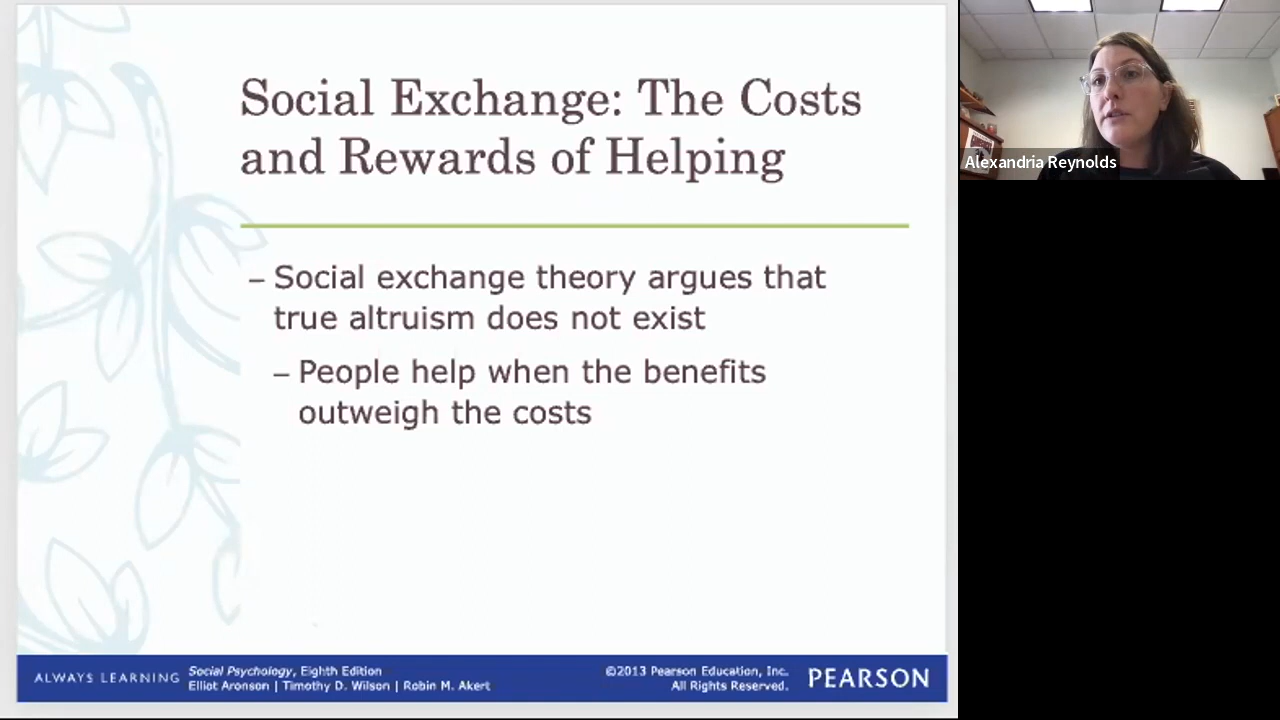 Social Exchange: The Costs
and Rewards of Helping
– Social exchange theory argues that
true altruism does not exist
– People help when the benefits
outweigh the costs
ALWAYS LEARNING
Social Psychology, Eighth Edition
Elliot Aronson | Timothy D. Wilson | Robin M. Akert
©2013 Pearson Education, Inc.
All Rights Reserved.
PEARSON
Alexandria Reynolds